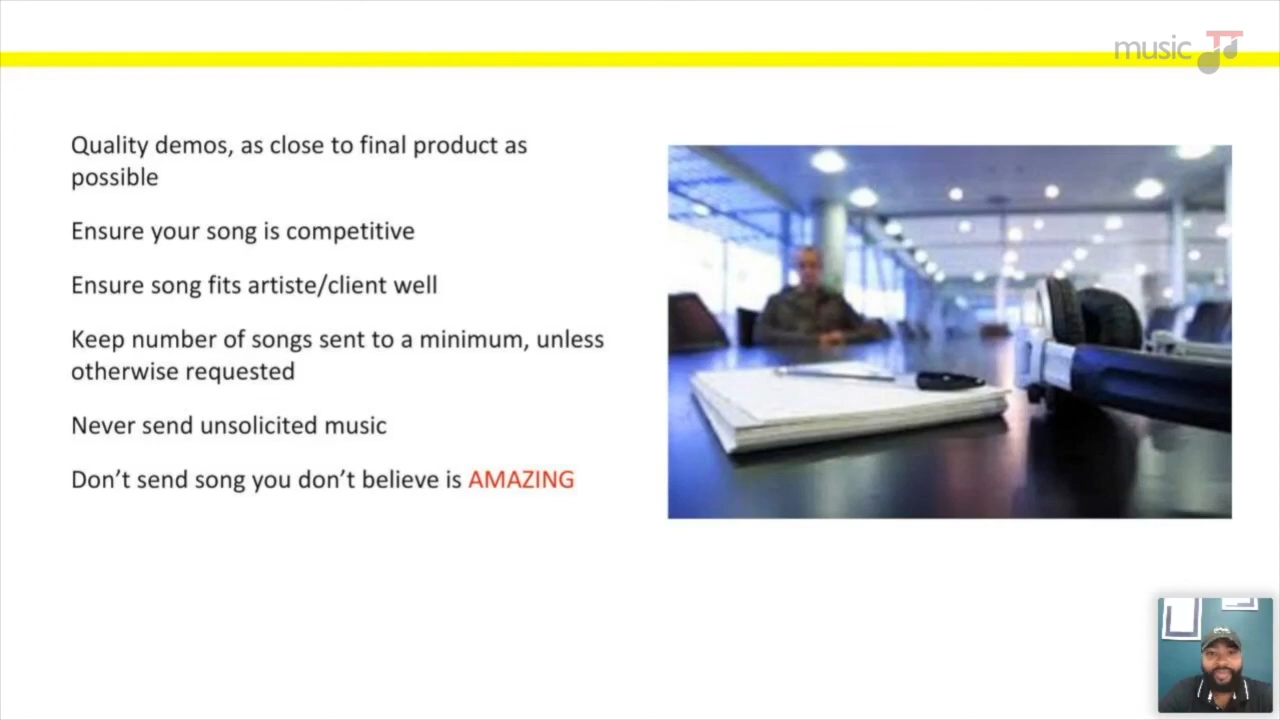 music TT
Quality demos, as close to final product as
possible
Ensure your song is competitive
Ensure song fits artiste/client well
Keep number of songs sent to a minimum, unless
otherwise requested
Never send unsolicited music
Don’t send song you don’t believe is AMAZING